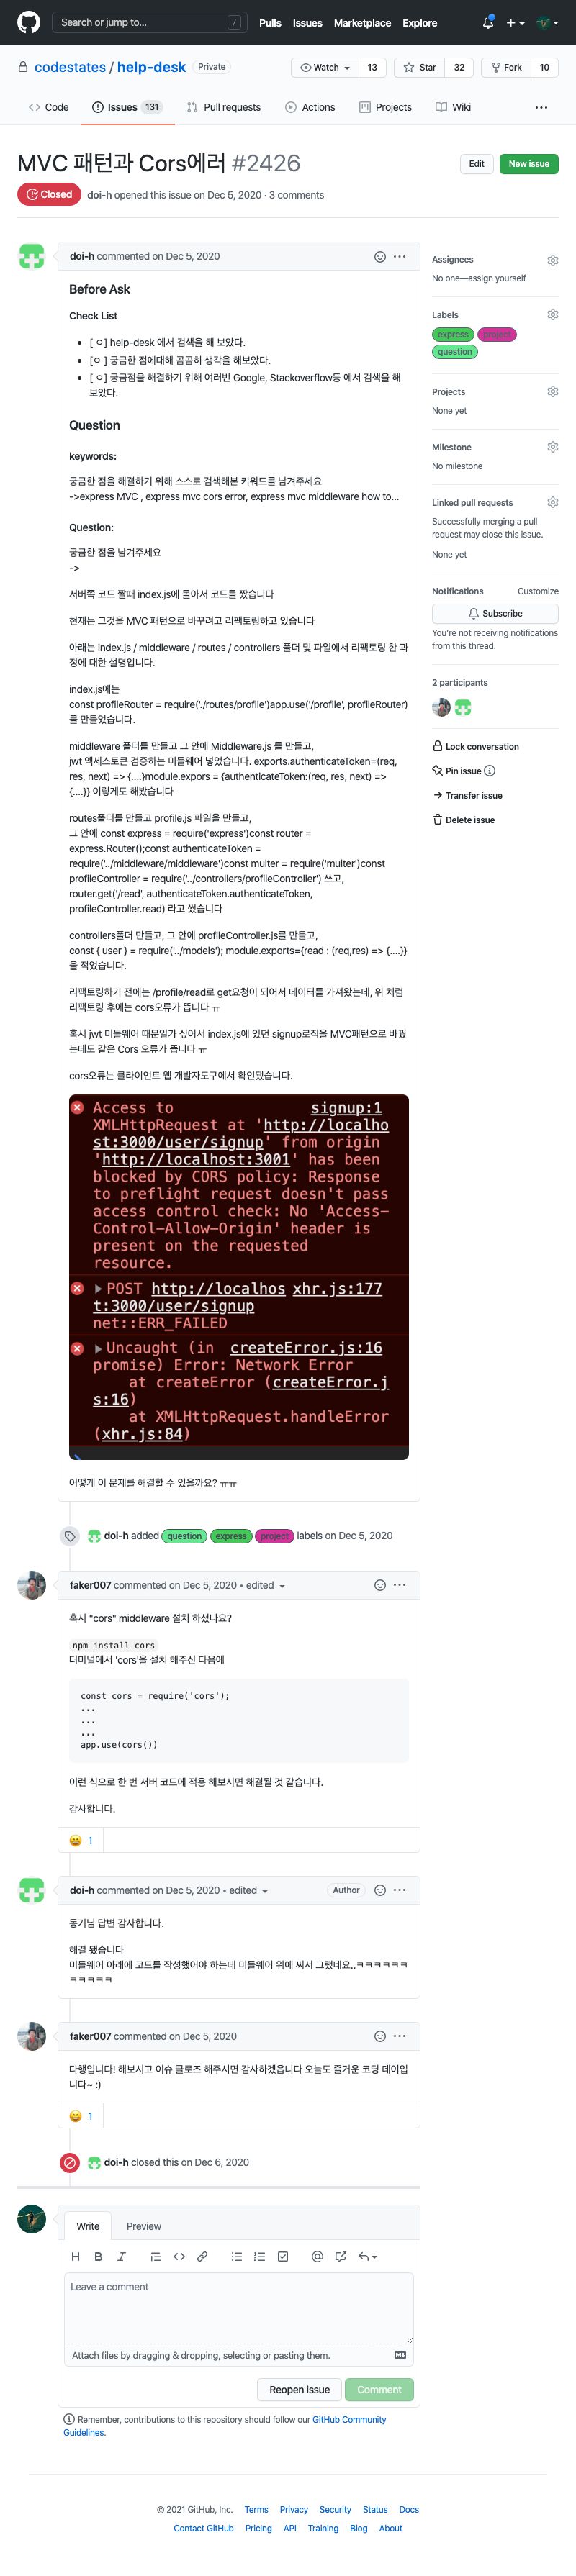 Search or jump to...
/
Pulls Issues Marketplace Explore
codestates / help-desk Private
Watch 13 Star 32 Fork 10
Code Issues 131 Pull requests Actions Projects Wiki ...
MVC 패턴과 Cors에러 #2426
Edit New issue
Closed doi-h opened this issue on Dec 5, 2020 · 3 comments
doi-h commented on Dec 5, 2020
Before Ask
Check List
• [ ㅇ] help-desk 에서 검색을 해 보았다.
• [ㅇ ] 궁금한 점에대해 곰곰히 생각을 해보았다.
• [ ㅇ] 궁금점을 해결하기 위해 여러번 Google, Stackoverflow등 에서 검색을 해
보았다.
Question
keywords:
궁금한 점을 해결하기 위해 스스로 검색해본 키워드를 남겨주세요
->express MVC , express mvc cors error, express mvc middleware how to...
Question:
궁금한 점을 남겨주세요
->
서버쪽 코드 짤때 index.js에 몰아서 코드를 짰습니다
현재는 그것을 MVC 패턴으로 바꾸려고 리팩토링하고 있습니다
아래는 index.js / middleware / routes / controllers 폴더 및 파일에서 리팩토링 한 과
정에 대한 설명입니다.
index.js에는
const profileRouter = require('./routes/profile')app.use('/profile', profileRouter)
를 만들었습니다.
middleware 폴더를 만들고 그 안에 Middleware.js 를 만들고,
jwt 엑세스토큰 검증하는 미들웨어 넣었습니다. exports.authenticateToken=(req,
res, next) => {....}module.expors = {authenticateToken:(req, res, next) =>
{....}} 이렇게도 해봤습니다
routes폴더를 만들고 profile.js 파일을 만들고,
그 안에 const express = require('express')const router =
express.Router();const authenticateToken =
require('../middleware/middleware')const multer = require('multer')const
profileController = require('../controllers/profileController') 쓰고,
router.get('/read', authenticateToken.authenticateToken,
profileController.read) 라고 썼습니다
controllers폴더 만들고, 그 안에 profileController.js를 만들고,
const { user } = require('../models'); module.exports={read : (req,res) => {....}}
을 적었습니다.
리팩토링하기 전에는 /profile/read로 get요청이 되어서 데이터를 가져왔는데, 위 처럼
리팩토링 후에는 cors오류가 뜹니다 ㅠ
혹시 jwt 미들웨어 때문일가 싶어서 index.js에 있던 signup로직을 MVC패턴으로 바꿨
는데도 같은 Cors 오류가 뜹니다 ㅠ
cors오류는 클라이언트 웹 개발자도구에서 확인됐습니다.
Access to signup:1
XMLHttpRequest at 'http://localho
st:3000/user/signup' from origin
'http://localhost:3001' has been
blocked by CORS policy: Response
to preflight request doesn't pass
access control check: No 'Access-
Control-Allow-Origin' header is
present on the requested
resource.
POST http://localhos xhr.js:177
t:3000/user/signup
net::ERR_FAILED
Uncaught (in createError.js:16
promise) Error: Network Error
at createError (createError.j
s:16)
at XMLHttpRequest.handleError
(xhr.js:84)
어떻게 이 문제를 해결할 수 있을까요? ㅠㅠ
doi-h added question express project labels on Dec 5, 2020
faker007 commented on Dec 5, 2020 • edited
혹시 "cors" middleware 설치 하셨나요?
npm install cors
터미널에서 'cors'을 설치 해주신 다음에
const cors = require('cors');
...
...
...
app.use(cors())
이런 식으로 한 번 서버 코드에 적용 해보시면 해결될 것 같습니다.
감사합니다.
1
doi-h commented on Dec 5, 2020 • edited Author
동기님 답변 감사합니다.
해결 됐습니다
미들웨어 아래에 코드를 작성했어야 하는데 미들웨어 위에 써서 그랬네요..ㅋㅋㅋㅋㅋㅋ
ㅋㅋㅋㅋㅋ
faker007 commented on Dec 5, 2020
다행입니다! 해보시고 이슈 클로즈 해주시면 감사하겠습니다 오늘도 즐거운 코딩 데이입
니다~ :)
1
doi-h closed this on Dec 6, 2020
Write Preview
Leave a comment
Attach files by dragging & dropping, selecting or pasting them.
Reopen issue Comment
Remember, contributions to this repository should follow our GitHub Community
Guidelines.
Assignees
No one—assign yourself
Labels
express project
question
Projects
None yet
Milestone
No milestone
Linked pull requests
Successfully merging a pull
request may close this issue.
None yet
Notifications Customize
Subscribe
You're not receiving notifications
from this thread.
2 participants
Lock conversation
Pin issue
Transfer issue
Delete issue
© 2021 GitHub, Inc. Terms Privacy Security Status Docs
Contact GitHub Pricing API Training Blog About